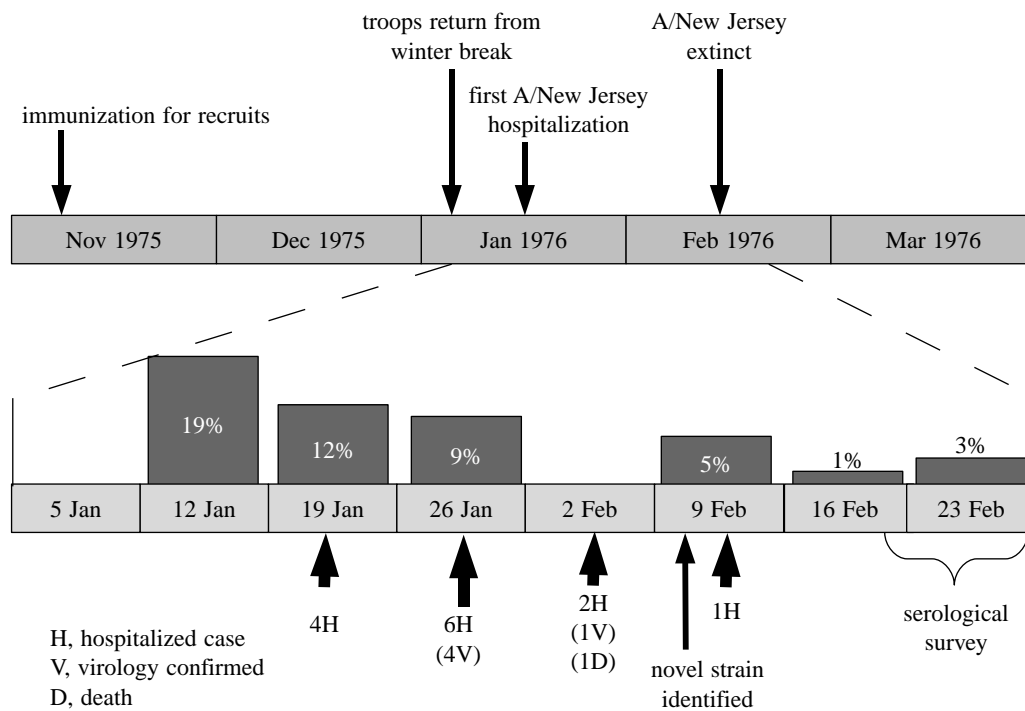 troops return from
winter break
A/New Jersey
extinct
first A/New Jersey
hospitalization
immunization for recruits
Nov 1975
Dec 1975
Jan 1976
Feb 1976
Mar 1976
19%
12%
9%
5%
1%
3%
5 Jan
12 Jan
19 Jan
26 Jan
2 Feb
9 Feb
16 Feb
23 Feb
4H
6H
(4V)
2H
(1V)
(1D)
novel strain
identified
1H
serological
survey
H, hospitalized case
V, virology confirmed
D, death